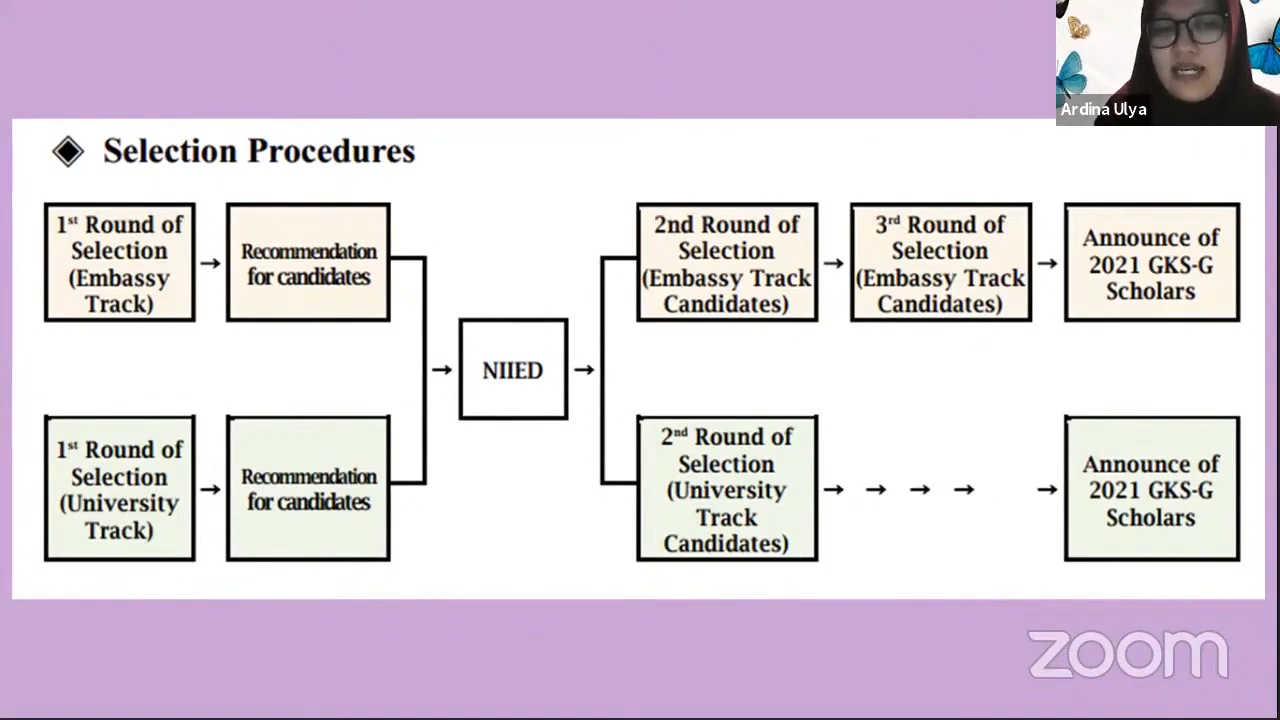 Ardina Ulya
Selection Procedures
1st Round of
Selection
(Embassy
Track)
Recommendation
for candidates
NIIED
2nd Round of
Selection
(Embassy Track
Candidates)
3rd Round of
Selection
(Embassy Track
Candidates)
Announce of
2021 GKS-G
Scholars
1st Round of
Selection
(University
Track)
Recommendation
for candidates
2nd Round of
Selection
(University
Track
Candidates)
Announce of
2021 GKS-G
Scholars
zoom